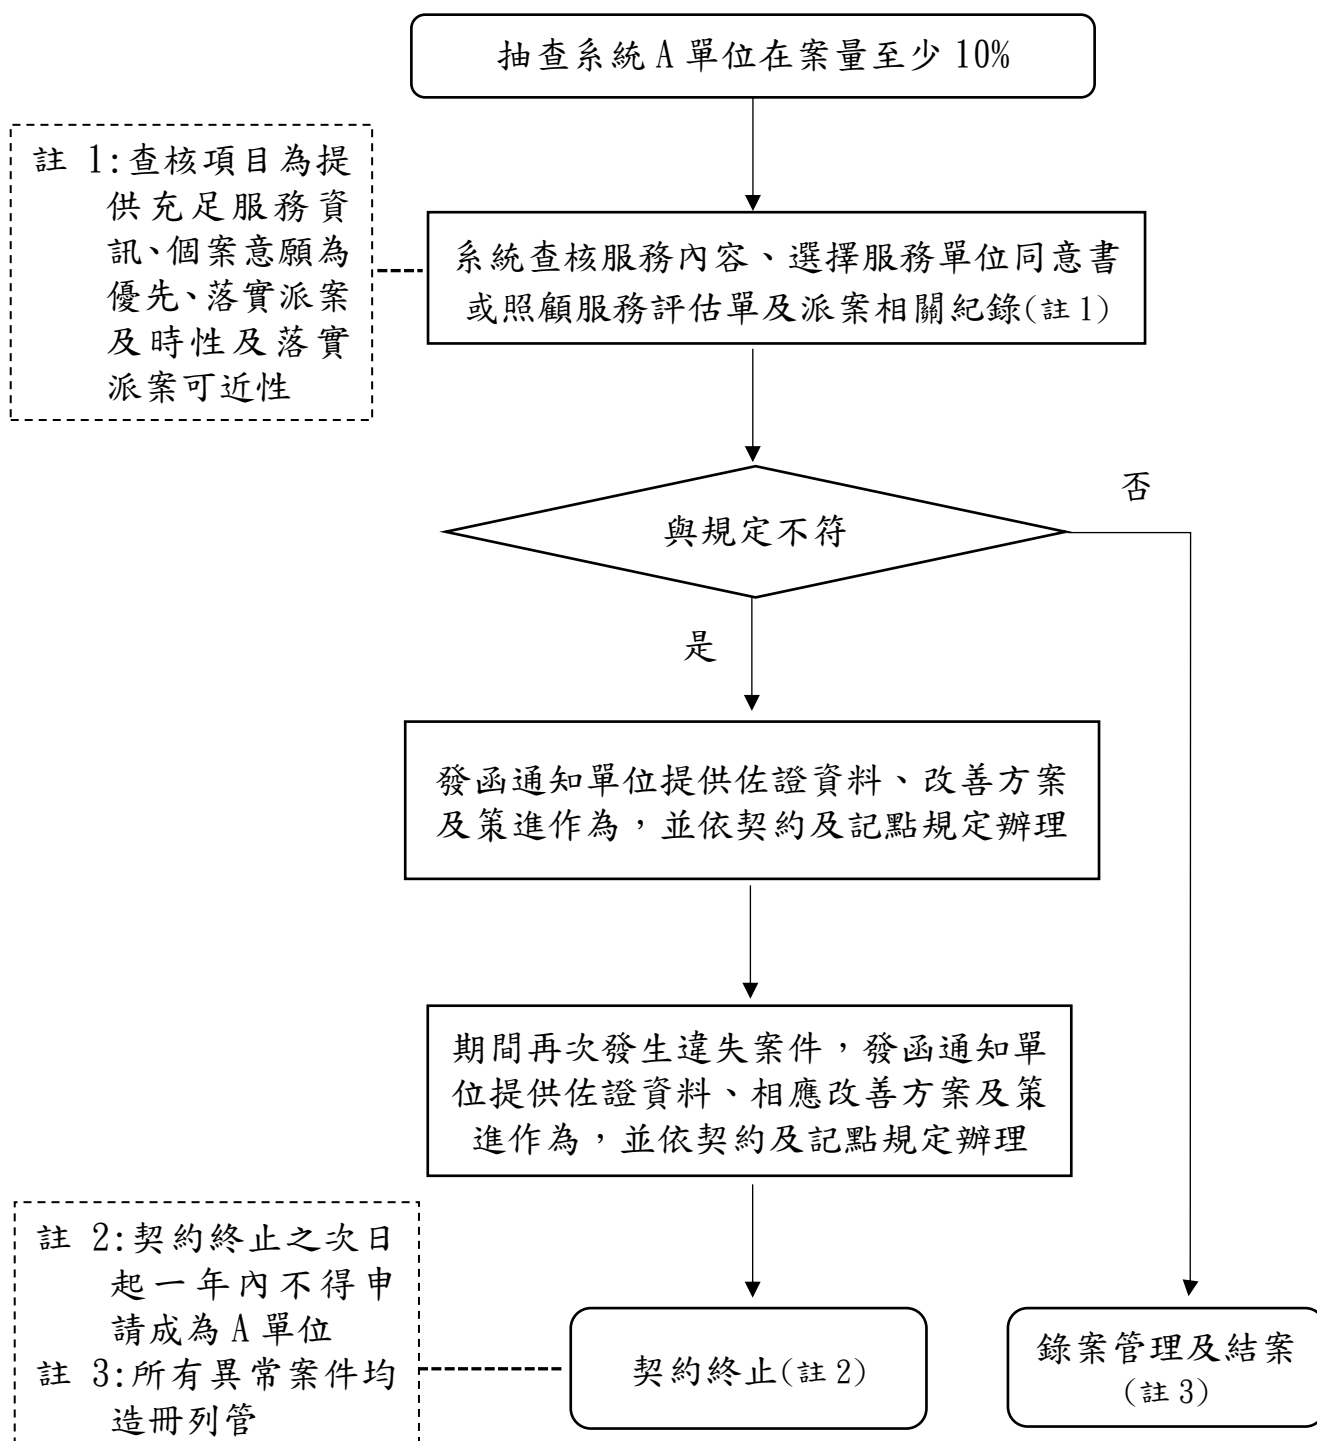 抽查系統 A 單位在案量至少 10%
註 1:查核項目為提
供充足服務資
訊、個案意願為
優先、落實派案
及時性及落實
派案可近性
系統查核服務內容、選擇服務單位同意書
或照顧服務評估單及派案相關紀錄(註 1)
與規定不符
否
是
發函通知單位提供佐證資料、改善方案
及策進作為，並依契約及記點規定辦理
期間再次發生違失案件，發函通知單
位提供佐證資料、相應改善方案及策
進作為，並依契約及記點規定辦理
註 2:契約終止之次日
起一年內不得申
請成為 A 單位
註 3:所有異常案件均
造冊列管
契約終止(註 2)
錄案管理及結案
(註 3)